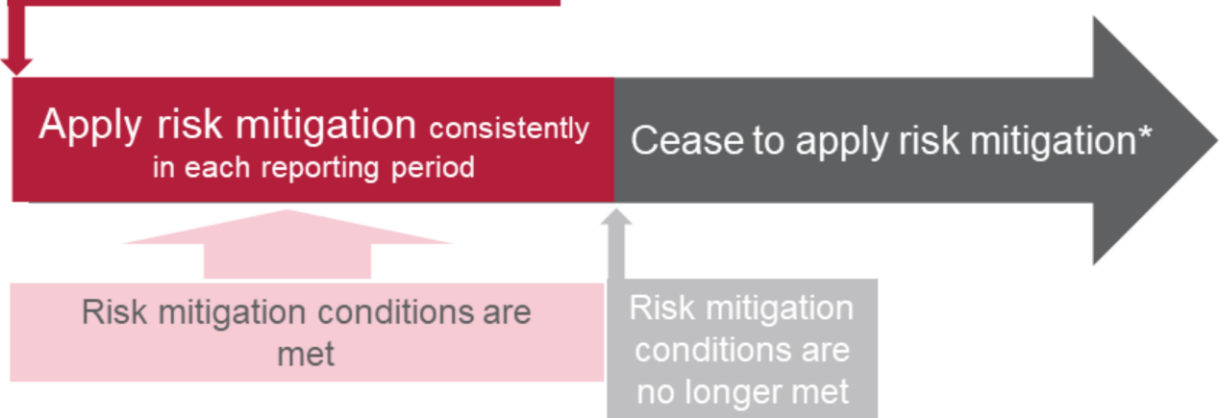 Apply risk mitigation consistently
in each reporting period
Cease to apply risk mitigation*
Risk mitigation conditions are
met
Risk mitigation
conditions are
no longer met